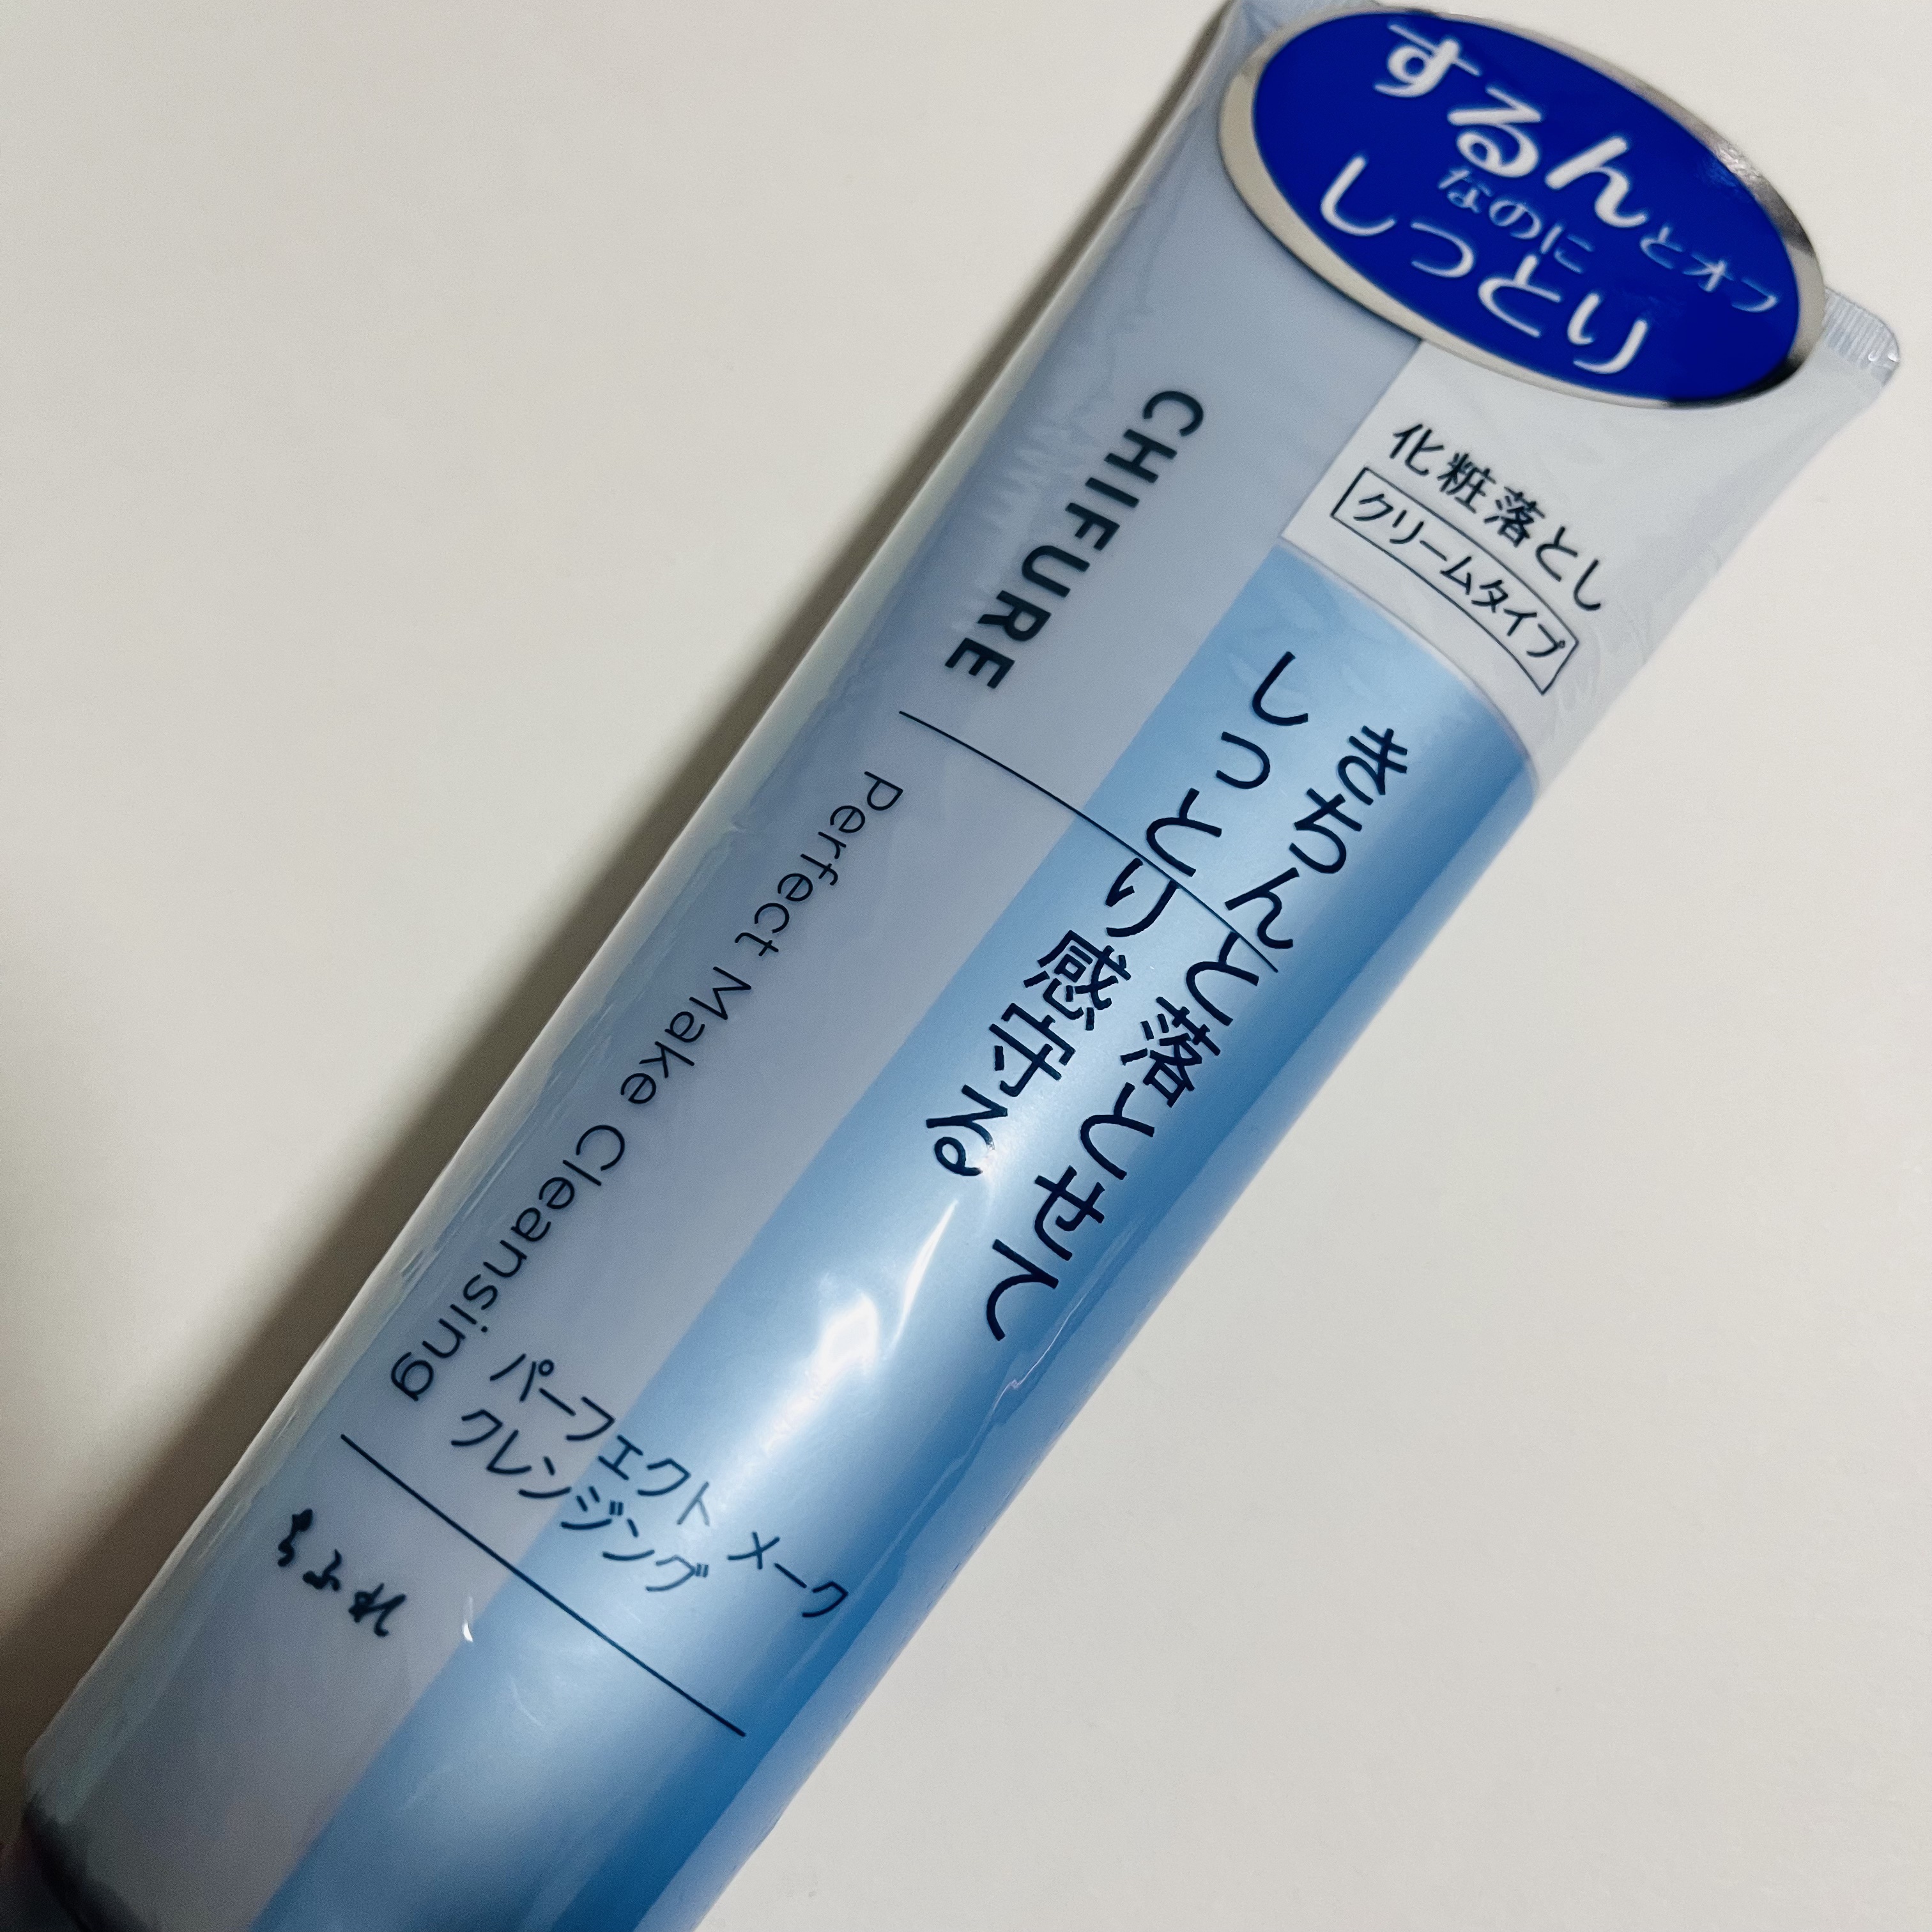 するんとオフ
なのに
しっとり
化粧落とし
クリームタイプ
きちんと落とせて
しっとり感守る
CHIFURE
Perfect Make Cleansing
パーフェクト メーク
クレンジング
ちふれ